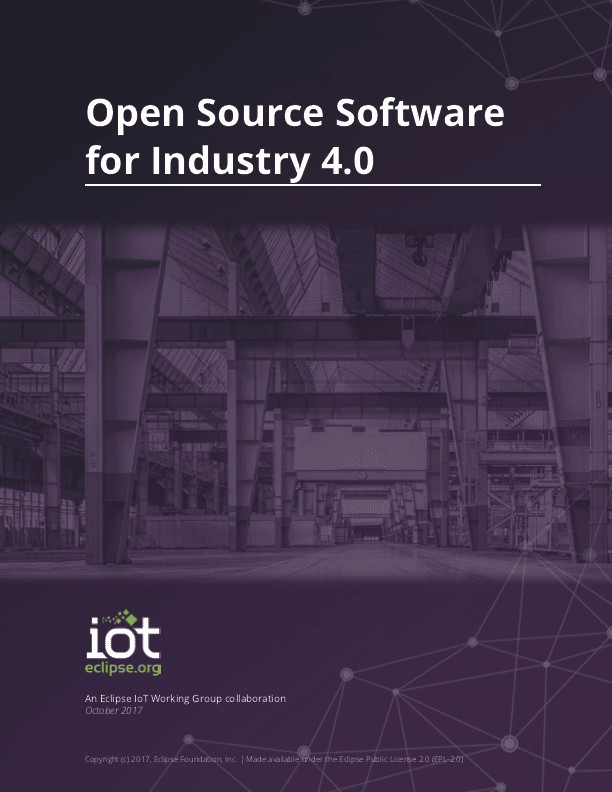 Open Source Software
for Industry 4.0
iot
eclipse.org
An Eclipse IoT Working Group collaboration
October 2017
Copyright (c) 2017, Eclipse Foundation, Inc. | Made available under the Eclipse Public License 2.0 (EPL-2.0)